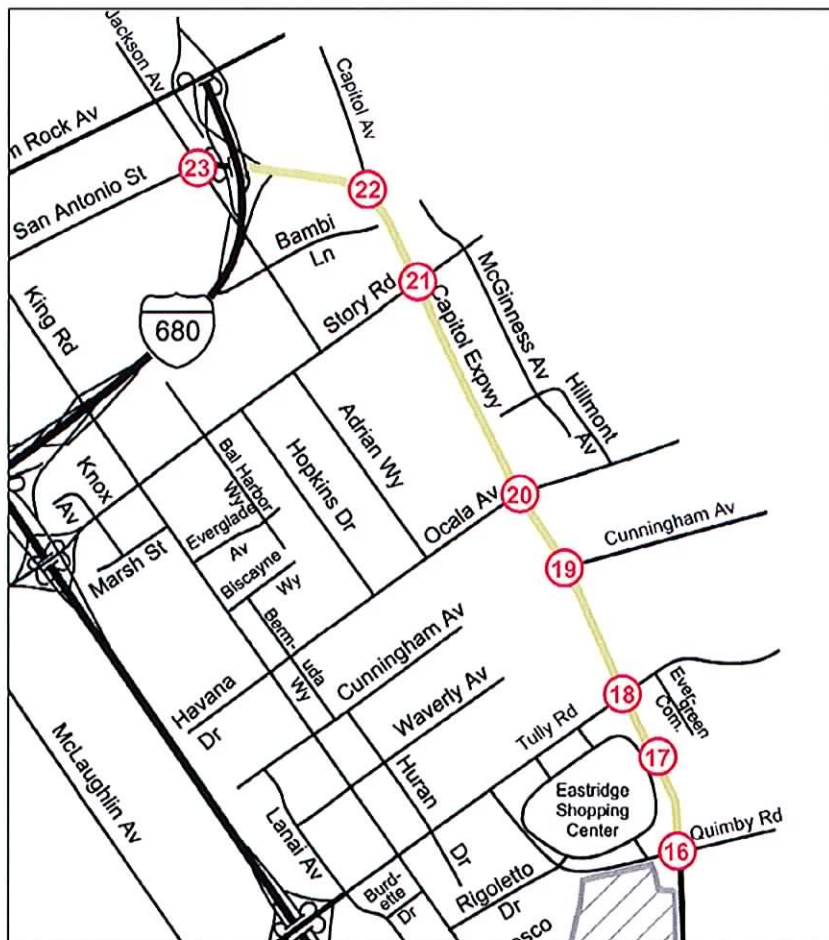 Jackson Av
m Rock Av
Capitol Av
23
San Antonio St
22
Bambi
Ln
21
Story Rd
King Rd
680
Capitol Expwy
McGinness Av
Hillmont
Av
Adrian Wy
Hopkins Dr
Bal Harbor
Wy
Knox
Av
Everglade
Av
Marsh St
Ocala Av
20
Cunningham Av
19
Biscayne
Wy
Berm-
uda
Wy
Cunningham Av
Havana
Dr
Waverly Av
18
Ever-
green
Com.
Tully Rd
17
McLaughlin Av
Huran
Dr
Eastridge
Shopping
Center
Lanai Av
Quimby Rd
16
Burd-
ette
Dr
Rigoletto
Dr
osco